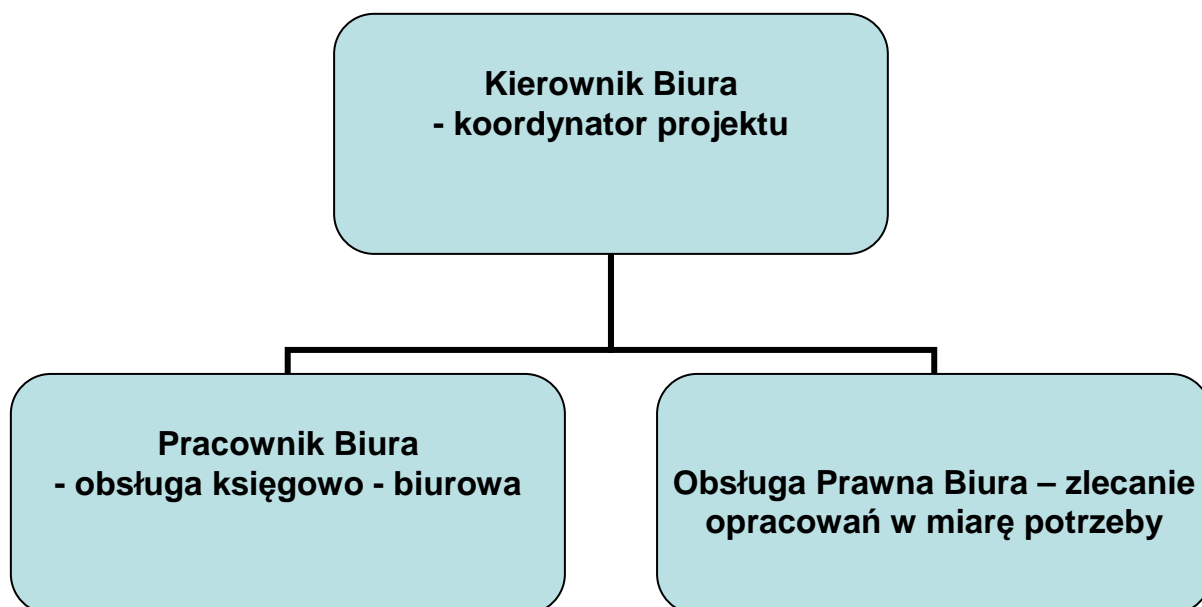 Kierownik Biura
- koordynator projektu
Pracownik Biura
- obsługa księgowo - biurowa
Obsługa Prawna Biura – zlecanie
opracowań w miarę potrzeby